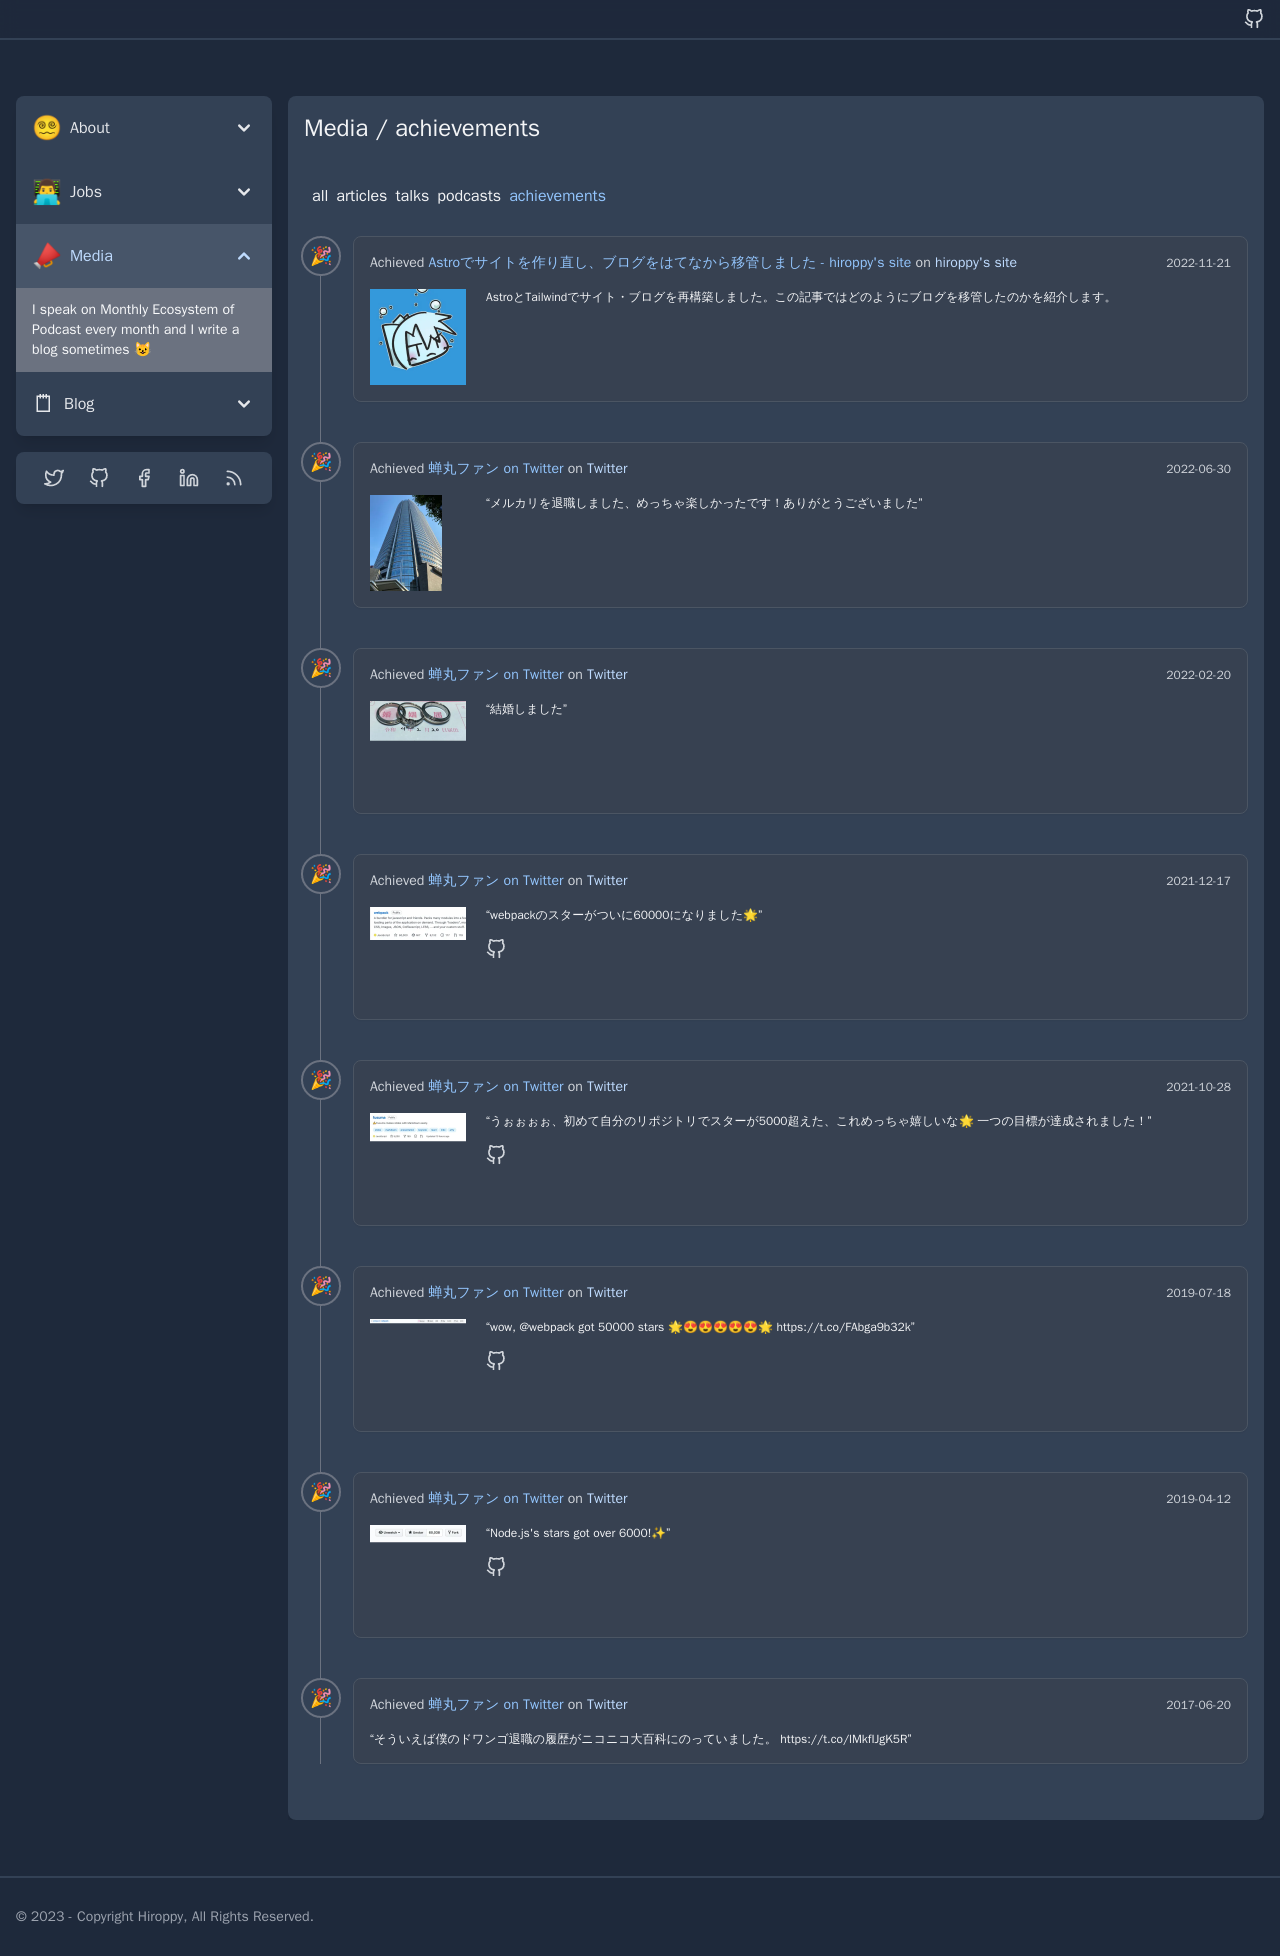 About
Jobs
Media
I speak on Monthly Ecosystem of
Podcast every month and I write a
blog sometimes 😺
Blog
Media / achievements
all articles talks podcasts achievements
Achieved Astroでサイトを作り直し、ブログをはてなから移管しました - hiroppy's site on hiroppy's site 2022-11-21
AstroとTailwindでサイト・ブログを再構築しました。この記事ではどのようにブログを移管したのかを紹介します。
Achieved 蝉丸ファン on Twitter on Twitter 2022-06-30
“メルカリを退職しました、めっちゃ楽しかったです！ありがとうございました”
Achieved 蝉丸ファン on Twitter on Twitter 2022-02-20
“結婚しました”
Achieved 蝉丸ファン on Twitter on Twitter 2021-12-17
“webpackのスターがついに60000になりました🌟”
Achieved 蝉丸ファン on Twitter on Twitter 2021-10-28
“うぉぉぉぉ、初めて自分のリポジトリでスターが5000超えた、これめっちゃ嬉しいな🌟 一つの目標が達成されました！”
Achieved 蝉丸ファン on Twitter on Twitter 2019-07-18
“wow, @webpack got 50000 stars 🌟😍😍😍😍😍🌟 https://t.co/FAbga9b32k”
Achieved 蝉丸ファン on Twitter on Twitter 2019-04-12
“Node.js's stars got over 6000!✨”
Achieved 蝉丸ファン on Twitter on Twitter 2017-06-20
“そういえば僕のドワンゴ退職の履歴がニコニコ大百科にのっていました。 https://t.co/lMkflJgK5R”
© 2023 - Copyright Hiroppy, All Rights Reserved.